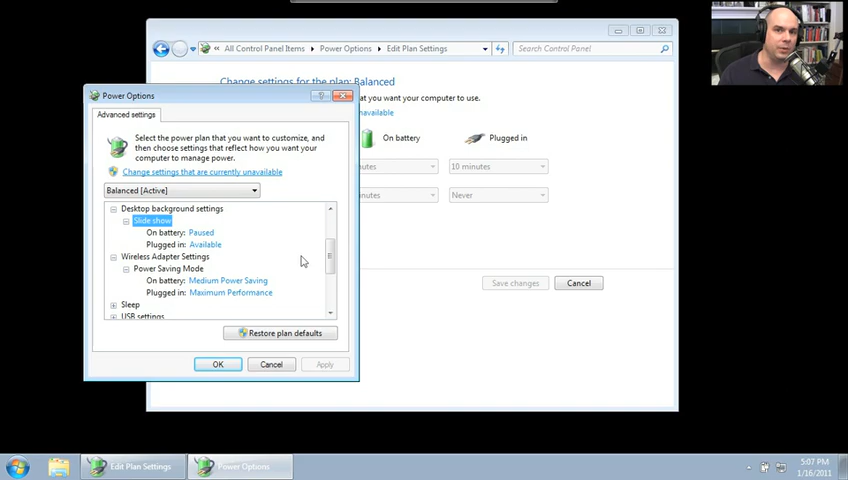 All Control Panel Items
Power Options
Edit Plan Settings
Search Control Panel
Change settings for the plan: Balanced
at you want your computer to use.
available
On battery
Plugged in
utes
10 minutes
utes
Never
Save changes
Cancel
Power Options
Advanced settings
Select the power plan that you want to customize, and
then choose settings that reflect how you want your
computer to manage power.
Change settings that are currently unavailable
Balanced [Active]
Desktop background settings
Slide show
On battery: Paused
Plugged in: Available
Wireless Adapter Settings
Power Saving Mode
On battery: Medium Power Saving
Plugged in: Maximum Performance
Sleep
USB settings
Restore plan defaults
OK
Cancel
Apply
Edit Plan Settings
Power Options
5:07 PM
1/16/2011